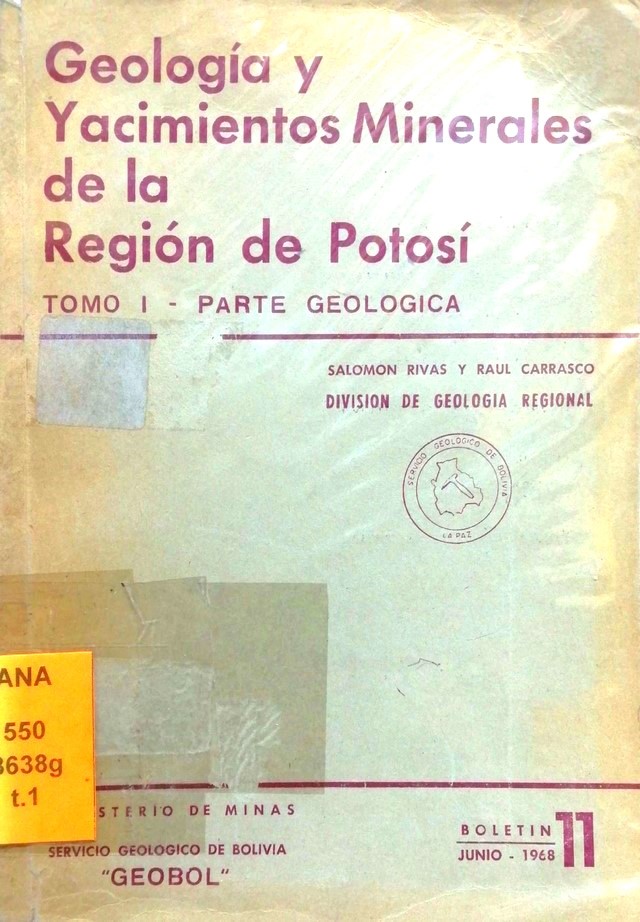 Geología y
Yacimientos Minerales
de la
Región de Potosí
TOMO I - PARTE GEOLOGICA
SALOMON RIVAS Y RAUL CARRASCO
DIVISION DE GEOLOGIA REGIONAL
SERVICIO GEOLOGICO DE BOLIVIA
LA PAZ
ANA
550
3638g
t.1
STERIO DE MINAS
SERVICIO GEOLOGICO DE BOLIVIA
"GEOBOL"
BOLETIN 11
JUNIO - 1968